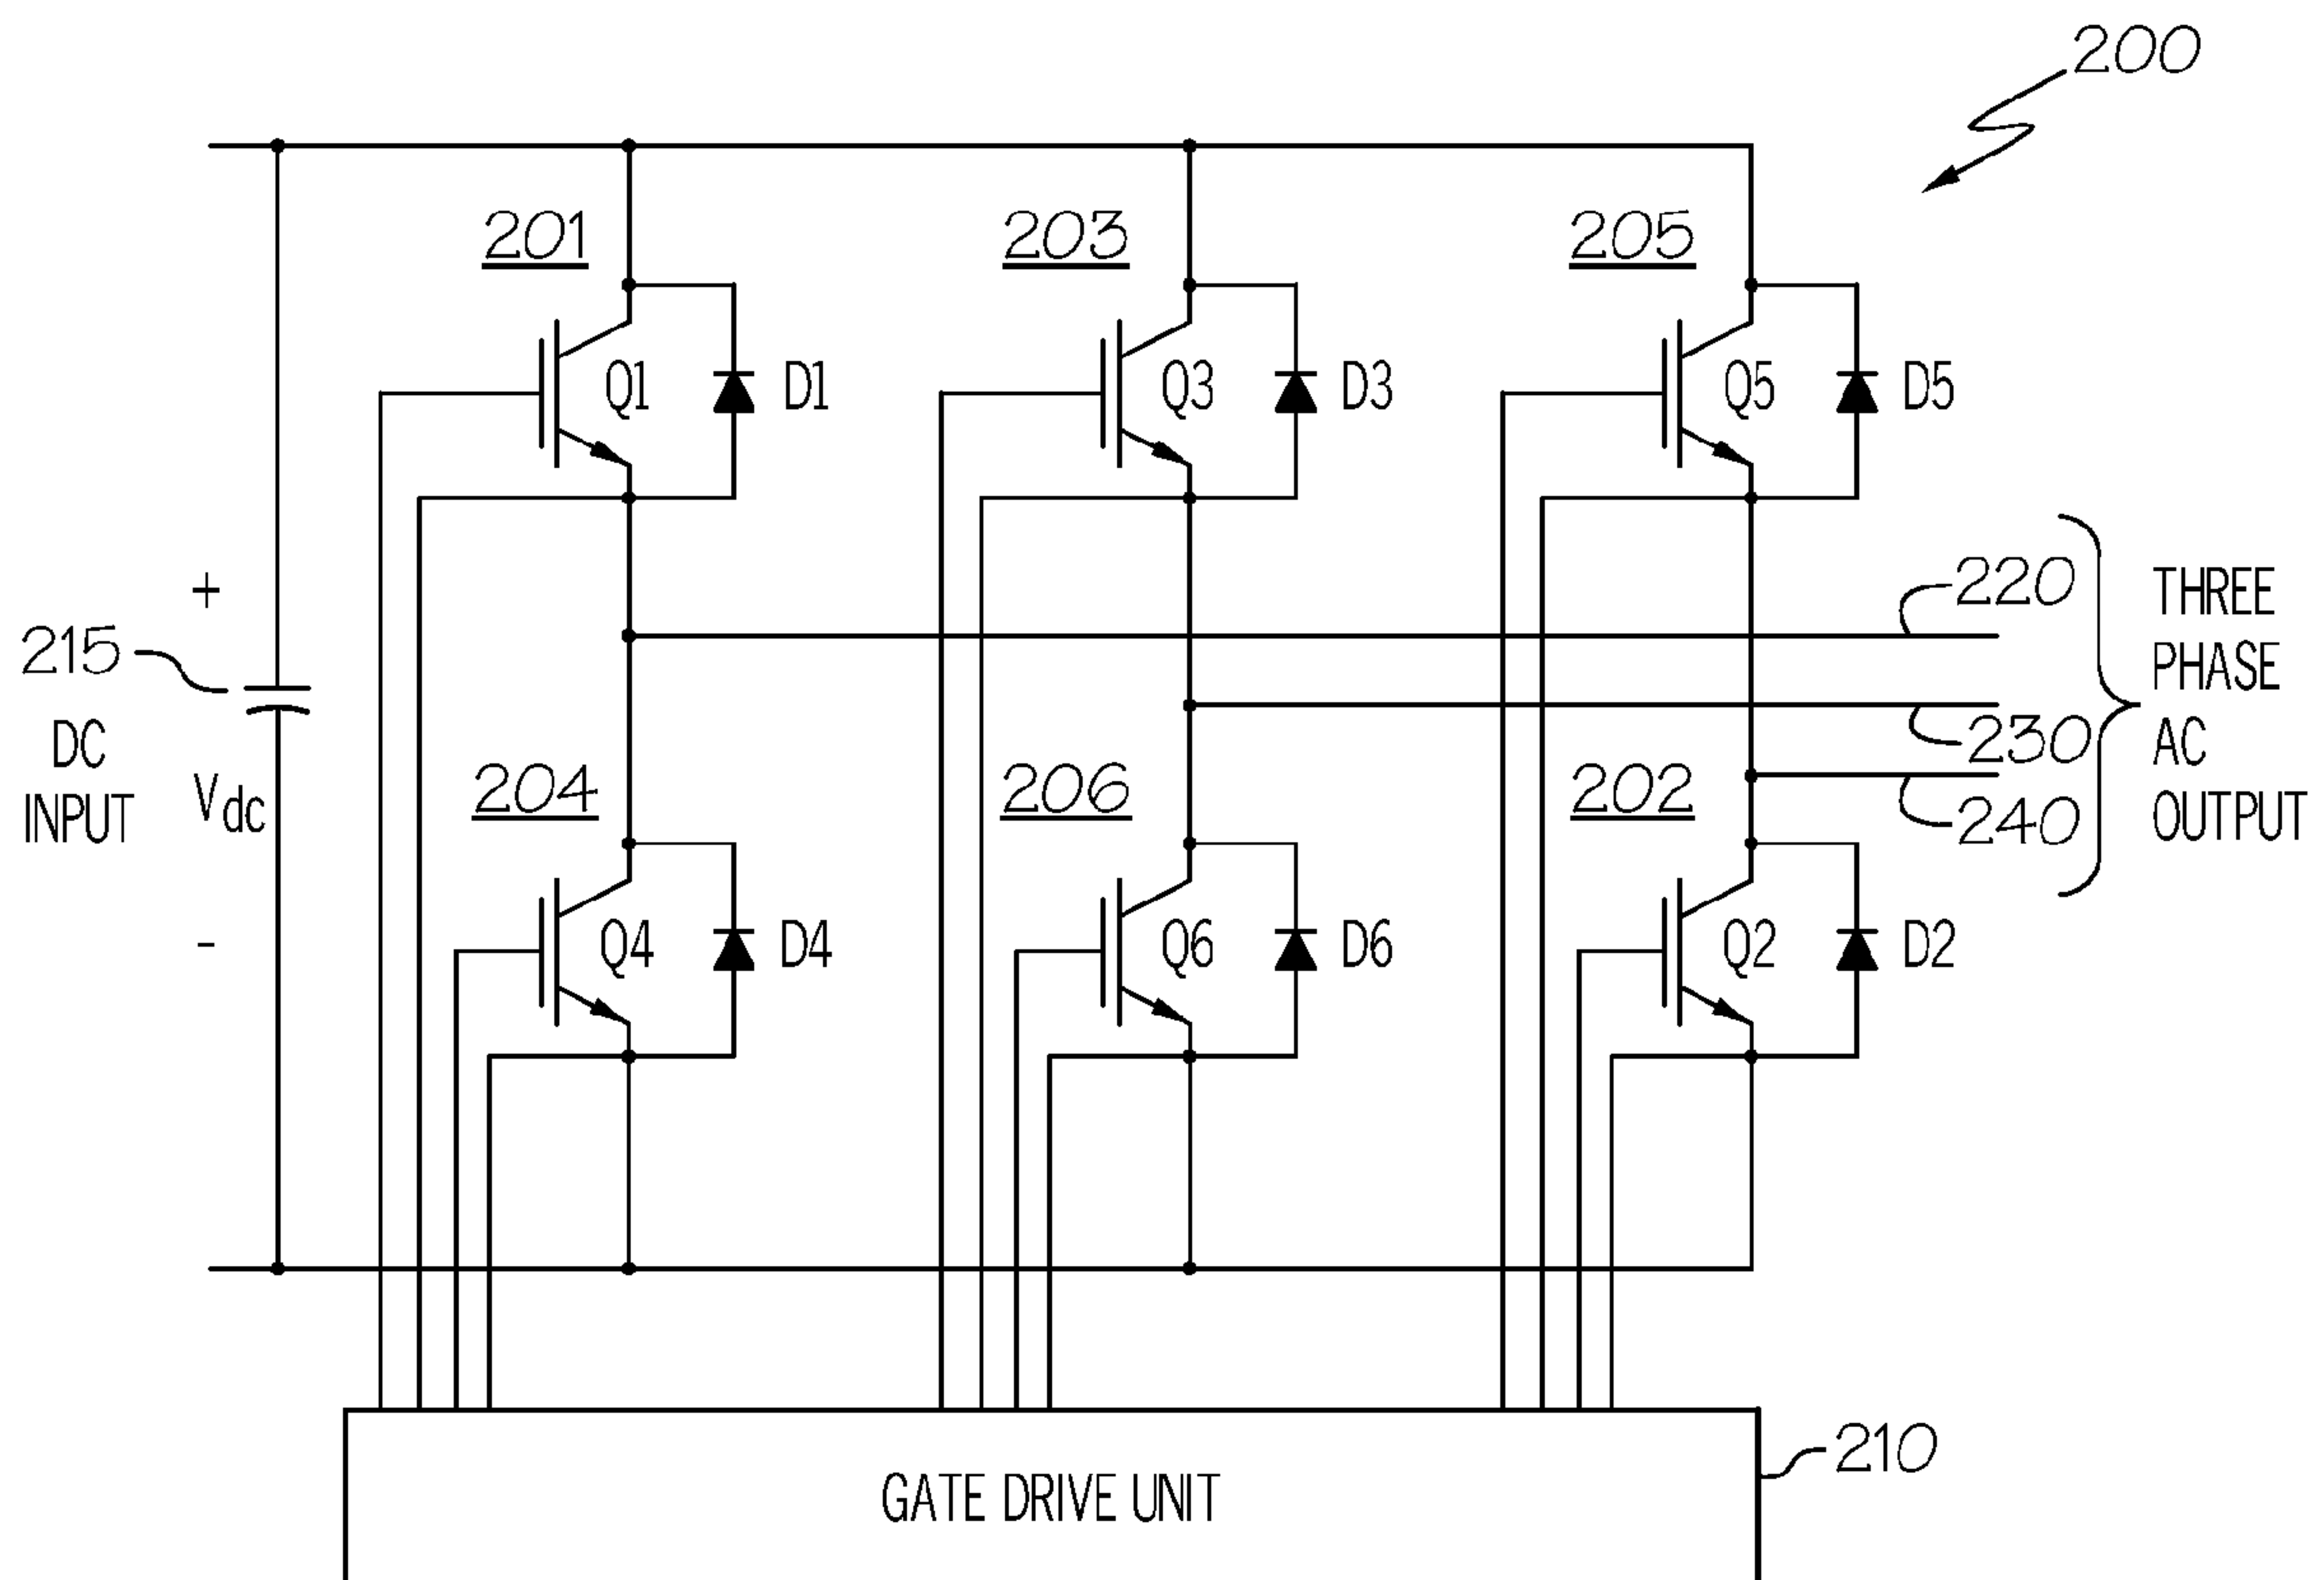 200
201
203
205
Q1
D1
Q3
D3
Q5
D5
+
215
DC
INPUT
Vdc
-
220
230
240
THREE
PHASE
AC
OUTPUT
204
206
202
Q4
D4
Q6
D6
Q2
D2
210
GATE DRIVE UNIT